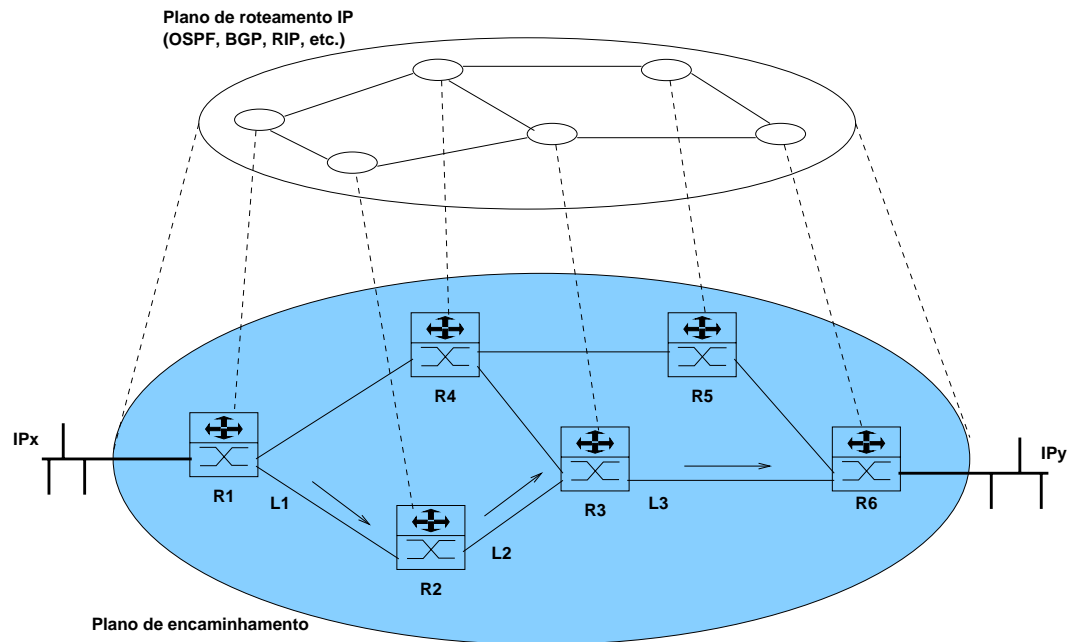 Plano de roteamento IP
(OSPF, BGP, RIP, etc.)
R4
R5
IPx
IPy
R1
L1
R3
L3
R6
L2
R2
Plano de encaminhamento